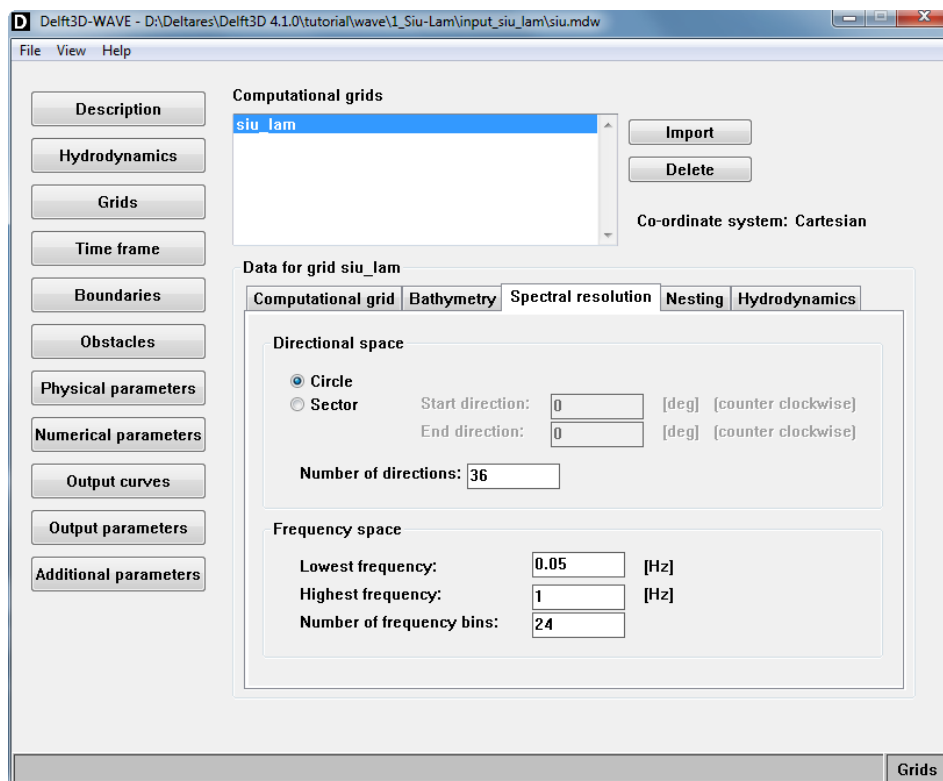 D Delft3D-WAVE - D:\Deltares\Delft3D 4.1.0\tutorial\wave\1_Siu-Lam\input_siu_lam\siu.mdw
File View Help
Description
Hydrodynamics
Grids
Time frame
Boundaries
Obstacles
Physical parameters
Numerical parameters
Output curves
Output parameters
Additional parameters
Computational grids
siu_lam
Import
Delete
Co-ordinate system: Cartesian
Data for grid siu_lam
Computational grid Bathymetry Spectral resolution Nesting Hydrodynamics
Directional space
Circle
Sector Start direction: 0 [deg] (counter clockwise)
End direction: 0 [deg] (counter clockwise)
Number of directions: 36
Frequency space
Lowest frequency: 0.05 [Hz]
Highest frequency: 1 [Hz]
Number of frequency bins: 24
Grids